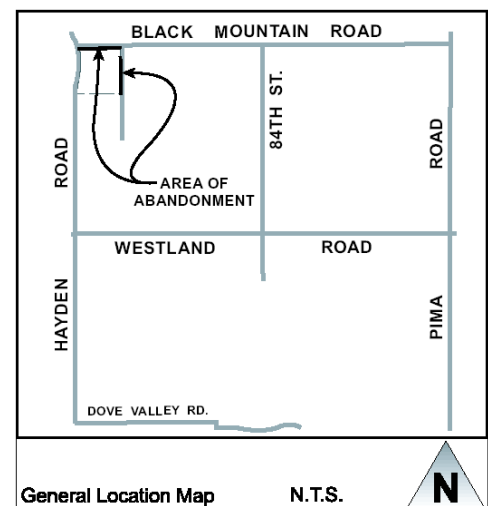 BLACK MOUNTAIN ROAD
84TH ST.
ROAD
ROAD
AREA OF
ABANDONMENT
WESTLAND ROAD
HAYDEN
PIMA
DOVE VALLEY RD.
General Location Map N.T.S.
N